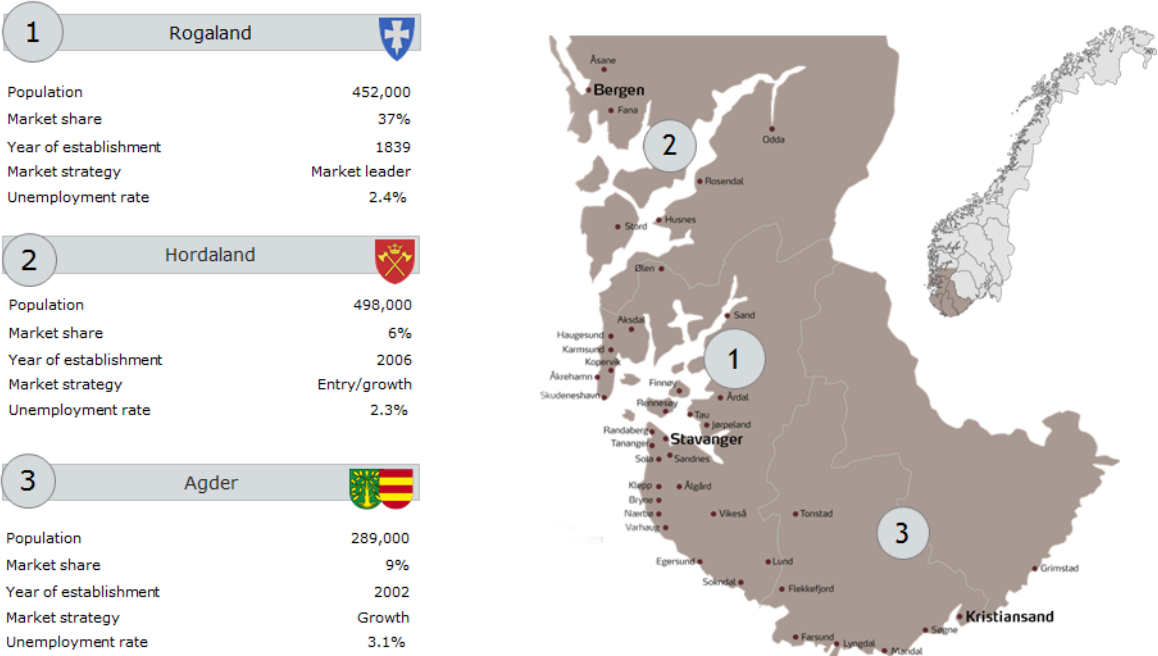 1
Rogaland
Population 452,000
Market share 37%
Year of establishment 1839
Market strategy Market leader
Unemployment rate 2.4%
2
Hordaland
Population 498,000
Market share 6%
Year of establishment 2006
Market strategy Entry/growth
Unemployment rate 2.3%
3
Agder
Population 289,000
Market share 9%
Year of establishment 2002
Market strategy Growth
Unemployment rate 3.1%
Åsane
Bergen
Fana
2
Odda
Rosendal
Husnes
Stord
Ølen
Sand
Aksdal
Haugesund
Karmsund
1
Kopervik
Åkrehamn
Finnøy
Skudeneshavn
Årdal
Rennesøy
Tau
Jørpeland
Randaberg
Stavanger
Tananger
Sola
Sandnes
Klepp
Ålgård
Bryne
Nærbø
Vikeså
Tonstad
Varhaug
3
Egersund
Lund
Grimstad
Sokndal
Flekkefjord
Kristiansand
Søgne
Farsund
Lyngdal
Mandal